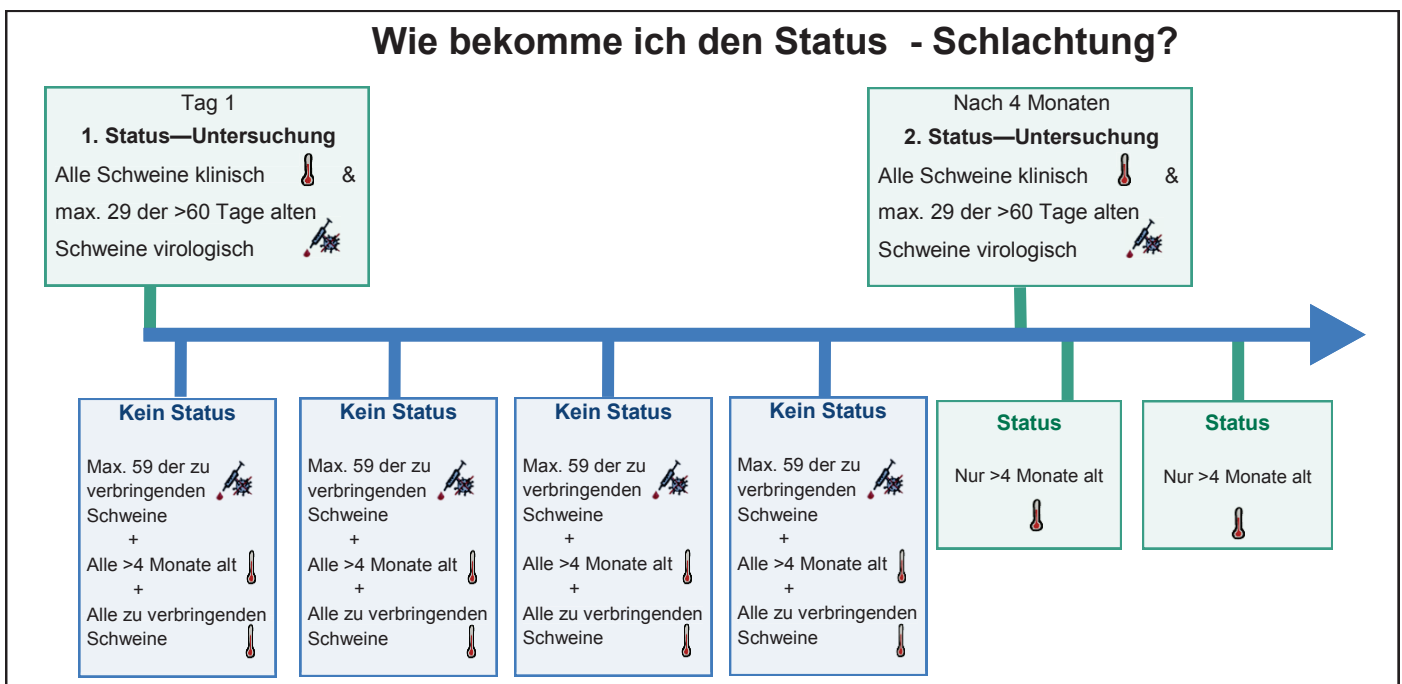 Wie bekomme ich den Status - Schlachtung?
Tag 1
1. Status—Untersuchung
Alle Schweine klinisch &
max. 29 der >60 Tage alten
Schweine virologisch
Nach 4 Monaten
2. Status—Untersuchung
Alle Schweine klinisch &
max. 29 der >60 Tage alten
Schweine virologisch
Kein Status
Max. 59 der zu
verbringenden
Schweine
+
Alle >4 Monate alt
+
Alle zu verbringenden
Schweine
Kein Status
Max. 59 der zu
verbringenden
Schweine
+
Alle >4 Monate alt
+
Alle zu verbringenden
Schweine
Kein Status
Max. 59 der zu
verbringenden
Schweine
+
Alle >4 Monate alt
+
Alle zu verbringenden
Schweine
Kein Status
Max. 59 der zu
verbringenden
Schweine
+
Alle >4 Monate alt
+
Alle zu verbringenden
Schweine
Status
Nur >4 Monate alt
Status
Nur >4 Monate alt